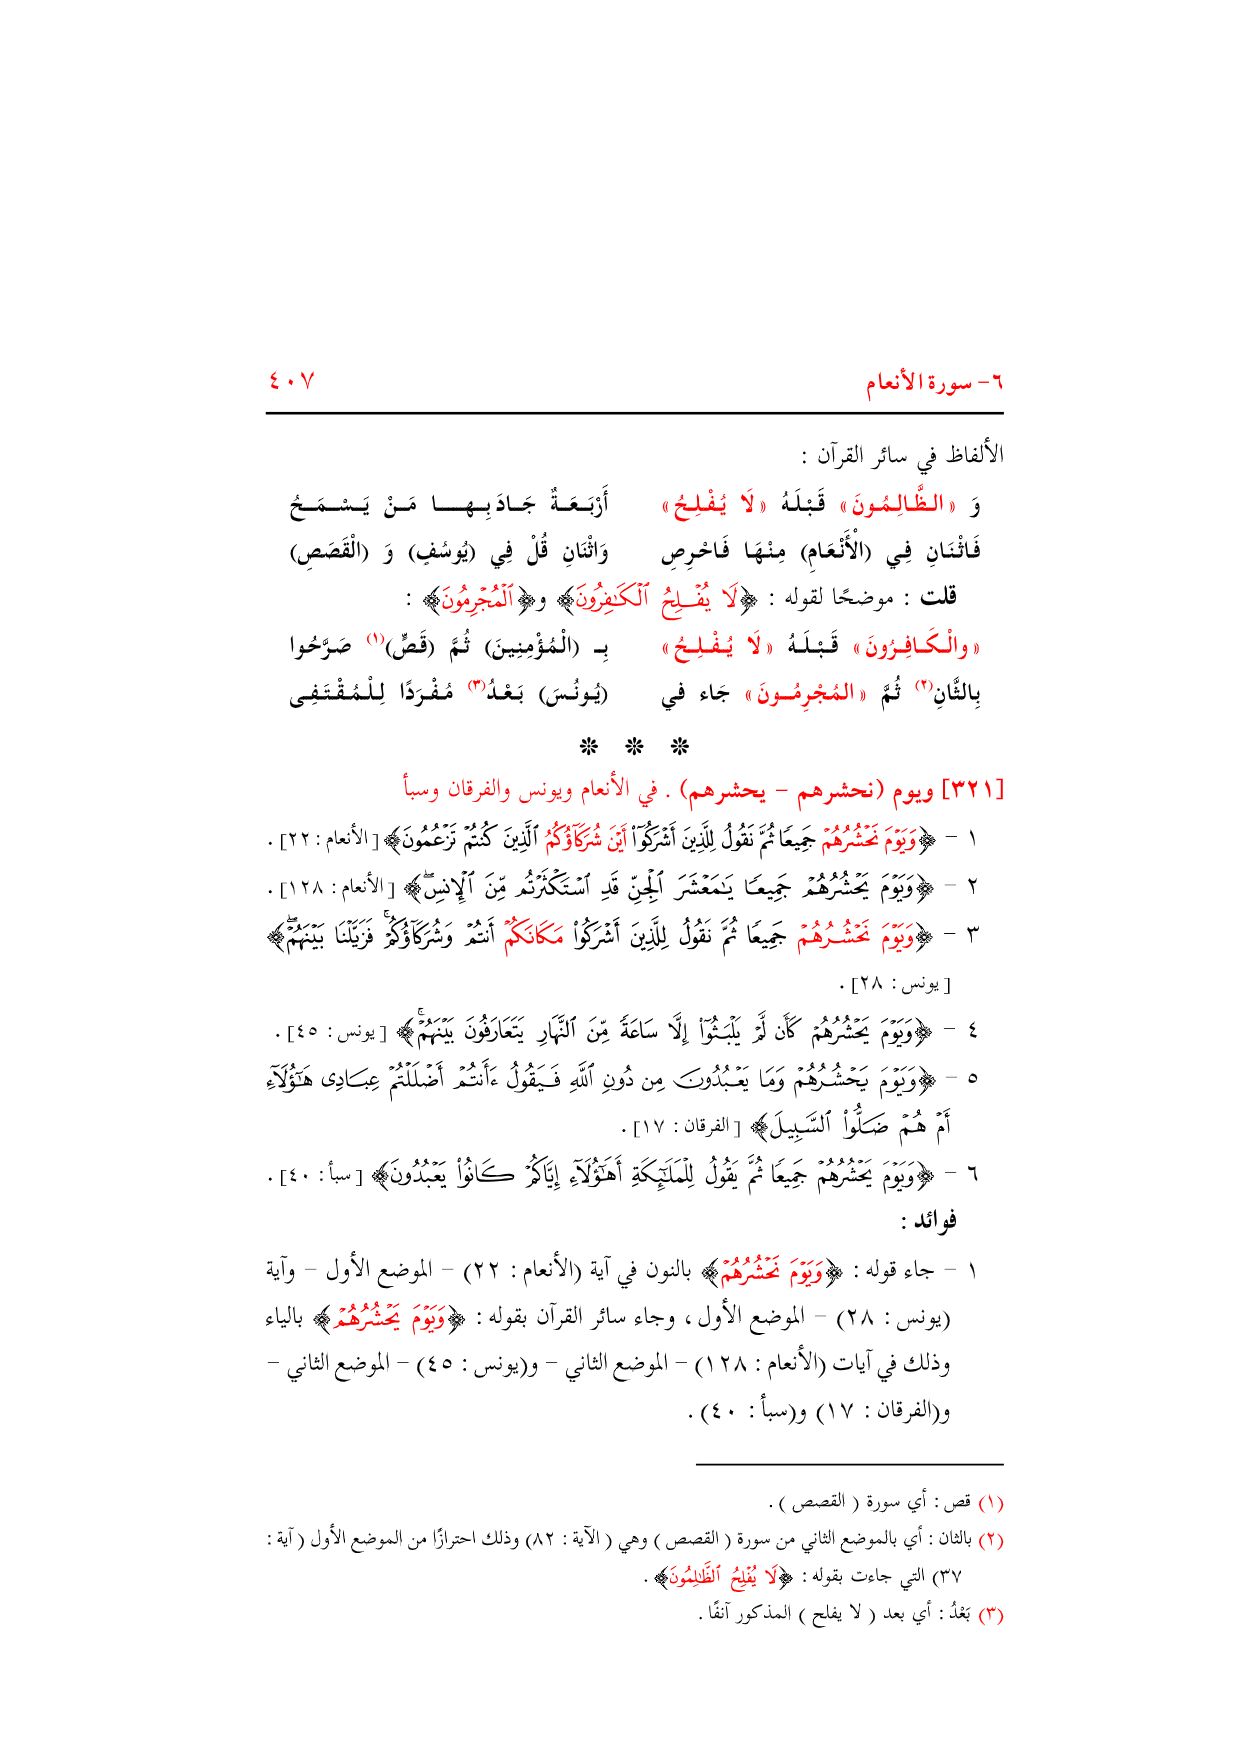 ٦- سورة الأنعام ٤٠٧
الألفاظ في سائر القرآن :
وَ «الظَّالِمُونَ» قَبْلَهُ «لَا يُفْلِحُ» أَرْبَعَةٌ جَادَ بِهَا مَنْ يَسْمَحُ
فَاثْنَانِ فِي (الْأَنْعَامِ) مِنْهَا فَاحْرِصِ وَاثْنَانِ قُلْ فِي (يُوسُفٍ) وَ (الْقَصَصِ)
قلت : موضحًا لقوله : ﴿لَا يُفْلِحُ ٱلْكَٰفِرُونَ﴾ و﴿ٱلْمُجْرِمُونَ﴾ :
«والْكَافِرُونَ» قَبْلَهُ «لَا يُفْلِحُ» بِـ (الْمُؤْمِنِينَ) ثُمَّ (قَصٍّ)(١) صَرَّحُوا
بِالثَّانِ(٢) ثُمَّ «المُجْرِمُونَ» جَاء في (يُونُسَ) بَعْدُ(٣) مُفْرَدًا لِلْمُقْتَفِى
[٣٢١] ويوم (نحشرهم – يحشرهم) . في الأنعام ويونس والفرقان وسبأ
١ – ﴿وَيَوْمَ نَحْشُرُهُمْ جَمِيعًا ثُمَّ نَقُولُ لِلَّذِينَ أَشْرَكُوٓا۟ أَيْنَ شُرَكَآؤُكُمُ ٱلَّذِينَ كُنتُمْ تَزْعُمُونَ﴾ [الأنعام : ٢٢] .
٢ – ﴿وَيَوْمَ يَحْشُرُهُمْ جَمِيعًا يَٰمَعْشَرَ ٱلْجِنِّ قَدِ ٱسْتَكْثَرْتُم مِّنَ ٱلْإِنسِ ۖ﴾ [الأنعام : ١٢٨] .
٣ – ﴿وَيَوْمَ نَحْشُرُهُمْ جَمِيعًا ثُمَّ نَقُولُ لِلَّذِينَ أَشْرَكُوا۟ مَكَانَكُمْ أَنتُمْ وَشُرَكَآؤُكُمْ ۚ فَزَيَّلْنَا بَيْنَهُمْ ۖ﴾
[يونس : ٢٨] .
٤ – ﴿وَيَوْمَ يَحْشُرُهُمْ كَأَن لَّمْ يَلْبَثُوٓا۟ إِلَّا سَاعَةً مِّنَ ٱلنَّهَارِ يَتَعَارَفُونَ بَيْنَهُمْ ۚ﴾ [يونس : ٤٥] .
٥ – ﴿وَيَوْمَ يَحْشُرُهُمْ وَمَا يَعْبُدُونَ مِن دُونِ ٱللَّهِ فَيَقُولُ ءَأَنتُمْ أَضْلَلْتُمْ عِبَادِى هَٰٓؤُلَآءِ
أَمْ هُمْ ضَلُّوا۟ ٱلسَّبِيلَ﴾ [الفرقان : ١٧] .
٦ – ﴿وَيَوْمَ يَحْشُرُهُمْ جَمِيعًا ثُمَّ يَقُولُ لِلْمَلَٰٓئِكَةِ أَهَٰٓؤُلَآءِ إِيَّاكُمْ كَانُوا۟ يَعْبُدُونَ﴾ [سبأ : ٤٠] .
فوائد :
١ – جاء قوله : ﴿وَيَوْمَ نَحْشُرُهُمْ﴾ بالنون في آية (الأنعام : ٢٢) – الموضع الأول – وآية
(يونس : ٢٨) – الموضع الأول ، وجاء سائر القرآن بقوله : ﴿وَيَوْمَ يَحْشُرُهُمْ﴾ بالياء
وذلك في آيات (الأنعام : ١٢٨) – الموضع الثاني – و(يونس : ٤٥) – الموضع الثاني –
و(الفرقان : ١٧) و(سبأ : ٤٠) .
(١) قص : أي سورة ( القصص ) .
(٢) بالثان : أي بالموضع الثاني من سورة ( القصص ) وهي ( الآية : ٨٢) وذلك احترازًا من الموضع الأول ( آية :
٣٧) التي جاءت بقوله : ﴿لَا يُفْلِحُ ٱلظَّٰلِمُونَ﴾ .
(٣) بَعْدُ : أي بعد ( لا يفلح ) المذكور آنفًا .